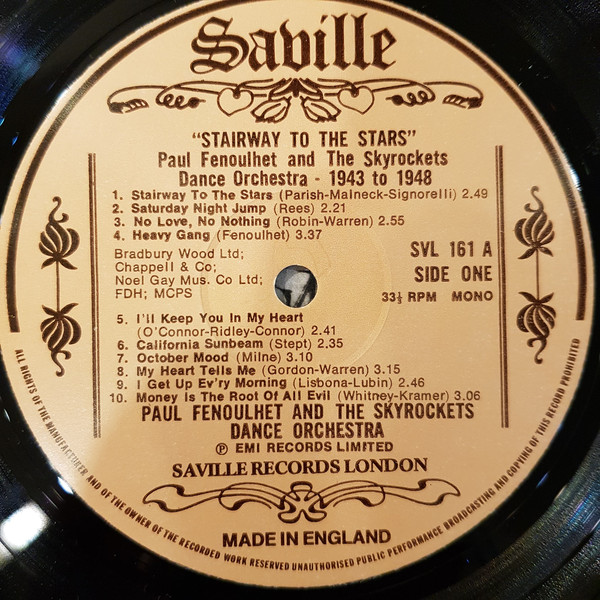 Saville
"STAIRWAY TO THE STARS"
Paul Fenoulhet and The Skyrockets
Dance Orchestra - 1943 to 1948
1. Stairway To The Stars (Parish-Malneck-Signorelli) 2.49
2. Saturday Night Jump (Rees) 2.21
3. No Love, No Nothing (Robin-Warren) 2.55
4. Heavy Gang (Fenoulhet) 3.37
Bradbury Wood Ltd;
Chappell & Co;
Noel Gay Mus. Co Ltd;
FDH; MCPS
SVL 161 A
SIDE ONE
33⅓ RPM MONO
5. I'll Keep You In My Heart
(O'Connor-Ridley-Connor) 2.41
6. California Sunbeam (Stept) 2.35
7. October Mood (Milne) 3.10
8. My Heart Tells Me (Gordon-Warren) 3.15
9. I Get Up Ev'ry Morning (Lisbona-Lubin) 2.46
10. Money Is The Root Of All Evil (Whitney-Kramer) 3.06
PAUL FENOULHET AND THE SKYROCKETS
DANCE ORCHESTRA
℗ EMI RECORDS LIMITED
SAVILLE RECORDS LONDON
MADE IN ENGLAND
ALL RIGHTS OF THE MANUFACTURER AND OF THE OWNER OF THE RECORDED WORK RESERVED UNAUTHORISED PUBLIC PERFORMANCE BROADCASTING AND COPYING OF THIS RECORD PROHIBITED